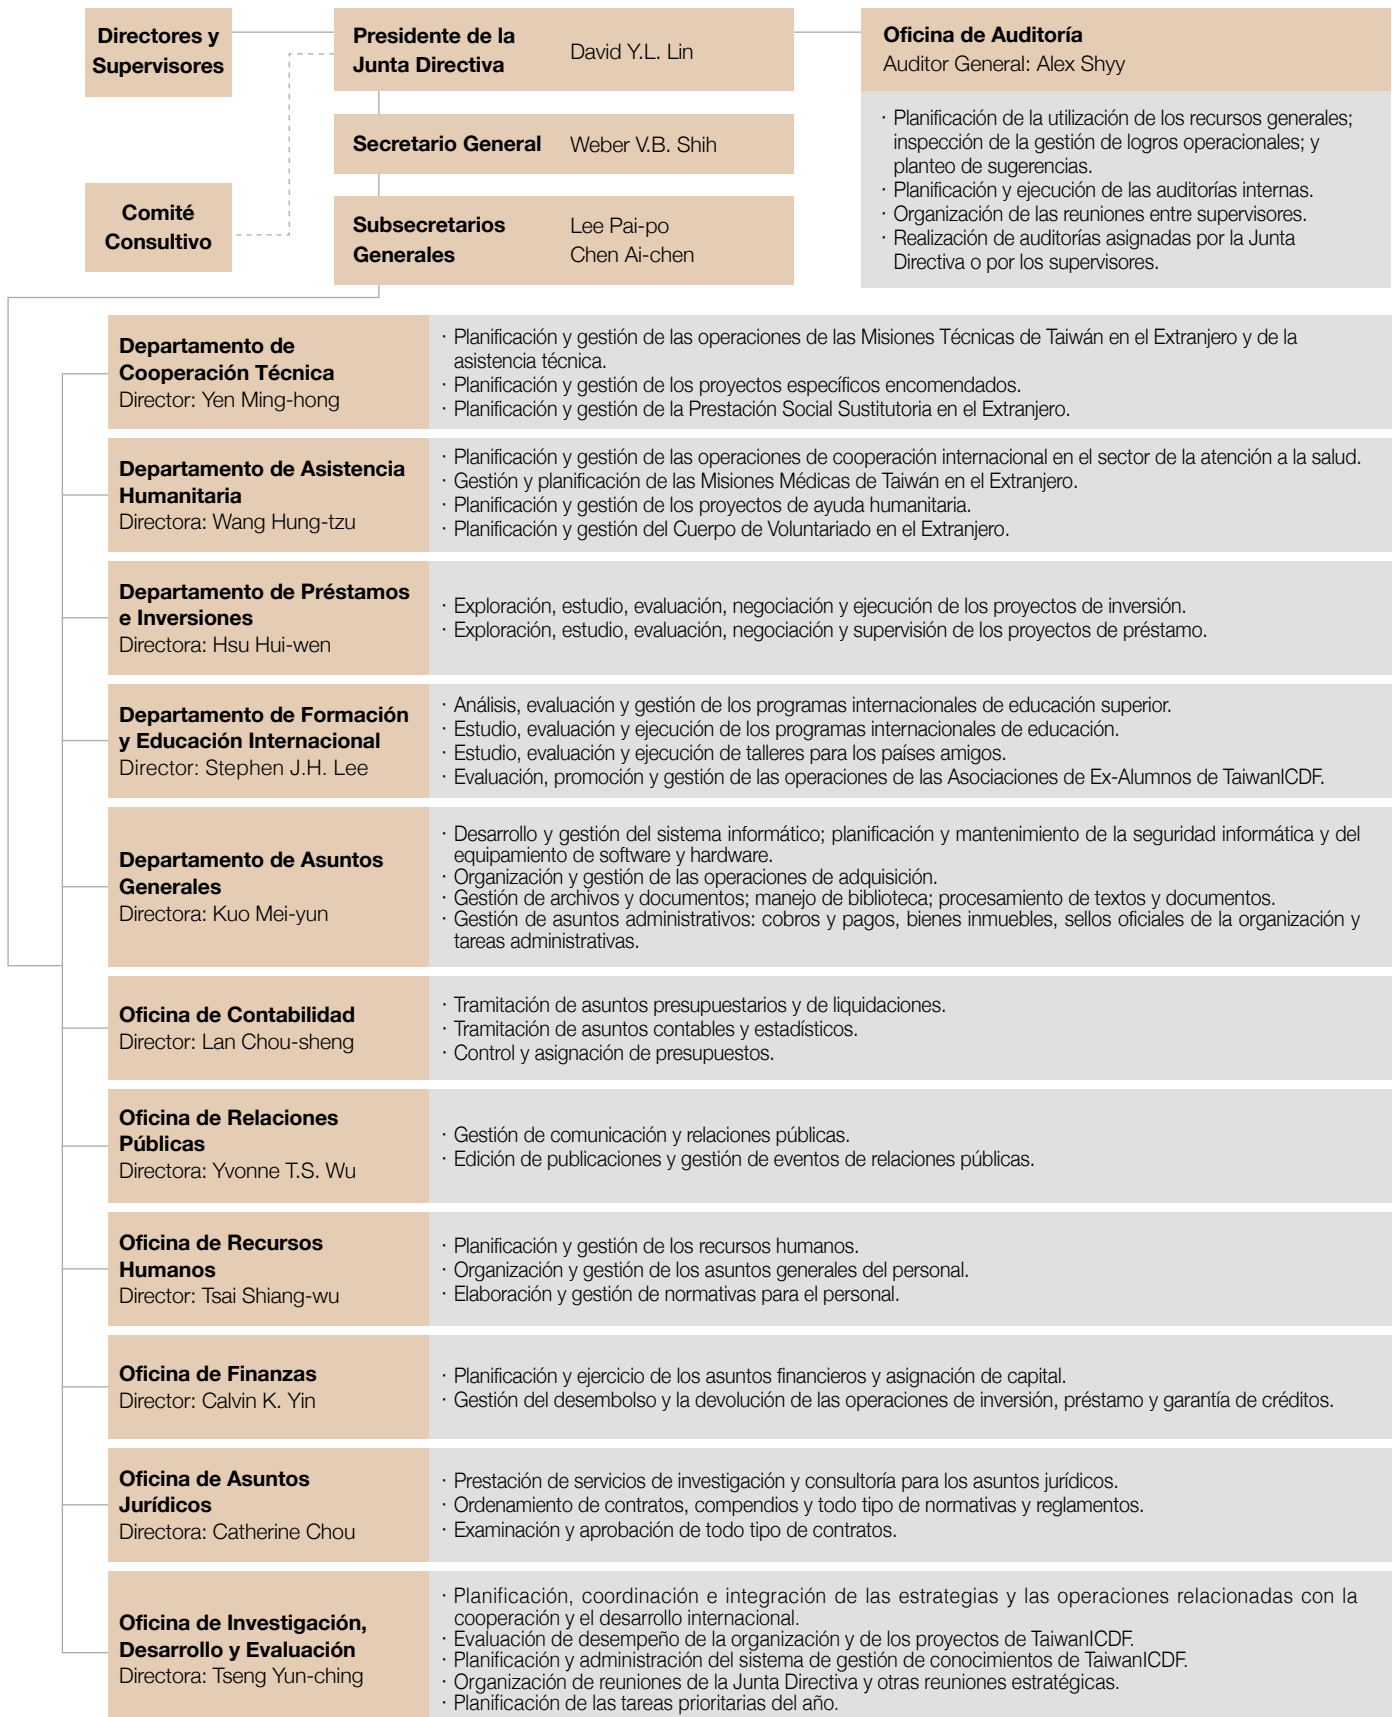 Directores y
Supervisores
Presidente de la
Junta Directiva
David Y.L. Lin
Oficina de Auditoría
Auditor General: Alex Shyy
· Planificación de la utilización de los recursos generales;
inspección de la gestión de logros operacionales; y
planteo de sugerencias.
· Planificación y ejecución de las auditorías internas.
· Organización de las reuniones entre supervisores.
· Realización de auditorías asignadas por la Junta
Directiva o por los supervisores.
Secretario General
Weber V.B. Shih
Comité
Consultivo
Subsecretarios
Generales
Lee Pai-po
Chen Ai-chen
Departamento de
Cooperación Técnica
Director: Yen Ming-hong
· Planificación y gestión de las operaciones de las Misiones Técnicas de Taiwán en el Extranjero y de la
asistencia técnica.
· Planificación y gestión de los proyectos específicos encomendados.
· Planificación y gestión de la Prestación Social Sustitutoria en el Extranjero.
Departamento de Asistencia
Humanitaria
Directora: Wang Hung-tzu
· Planificación y gestión de las operaciones de cooperación internacional en el sector de la atención a la salud.
· Gestión y planificación de las Misiones Médicas de Taiwán en el Extranjero.
· Planificación y gestión de los proyectos de ayuda humanitaria.
· Planificación y gestión del Cuerpo de Voluntariado en el Extranjero.
Departamento de Préstamos
e Inversiones
Directora: Hsu Hui-wen
· Exploración, estudio, evaluación, negociación y ejecución de los proyectos de inversión.
· Exploración, estudio, evaluación, negociación y supervisión de los proyectos de préstamo.
Departamento de Formación
y Educación Internacional
Director: Stephen J.H. Lee
· Análisis, evaluación y gestión de los programas internacionales de educación superior.
· Estudio, evaluación y ejecución de los programas internacionales de educación.
· Estudio, evaluación y ejecución de talleres para los países amigos.
· Evaluación, promoción y gestión de las operaciones de las Asociaciones de Ex-Alumnos de TaiwanICDF.
Departamento de Asuntos
Generales
Directora: Kuo Mei-yun
· Desarrollo y gestión del sistema informático; planificación y mantenimiento de la seguridad informática y del
equipamiento de software y hardware.
· Organización y gestión de las operaciones de adquisición.
· Gestión de archivos y documentos; manejo de biblioteca; procesamiento de textos y documentos.
· Gestión de asuntos administrativos: cobros y pagos, bienes inmuebles, sellos oficiales de la organización y
tareas administrativas.
Oficina de Contabilidad
Director: Lan Chou-sheng
· Tramitación de asuntos presupuestarios y de liquidaciones.
· Tramitación de asuntos contables y estadísticos.
· Control y asignación de presupuestos.
Oficina de Relaciones
Públicas
Directora: Yvonne T.S. Wu
· Gestión de comunicación y relaciones públicas.
· Edición de publicaciones y gestión de eventos de relaciones públicas.
Oficina de Recursos
Humanos
Director: Tsai Shiang-wu
· Planificación y gestión de los recursos humanos.
· Organización y gestión de los asuntos generales del personal.
· Elaboración y gestión de normativas para el personal.
Oficina de Finanzas
Director: Calvin K. Yin
· Planificación y ejercicio de los asuntos financieros y asignación de capital.
· Gestión del desembolso y la devolución de las operaciones de inversión, préstamo y garantía de créditos.
Oficina de Asuntos
Jurídicos
Directora: Catherine Chou
· Prestación de servicios de investigación y consultoría para los asuntos jurídicos.
· Ordenamiento de contratos, compendios y todo tipo de normativas y reglamentos.
· Examinación y aprobación de todo tipo de contratos.
Oficina de Investigación,
Desarrollo y Evaluación
Directora: Tseng Yun-ching
· Planificación, coordinación e integración de las estrategias y las operaciones relacionadas con la
cooperación y el desarrollo internacional.
· Evaluación de desempeño de la organización y de los proyectos de TaiwanICDF.
· Planificación y administración del sistema de gestión de conocimientos de TaiwanICDF.
· Organización de reuniones de la Junta Directiva y otras reuniones estratégicas.
· Planificación de las tareas prioritarias del año.